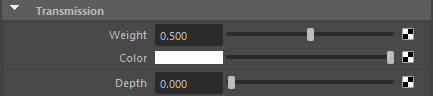 Transmission
Weight 0.500
Color
Depth 0.000